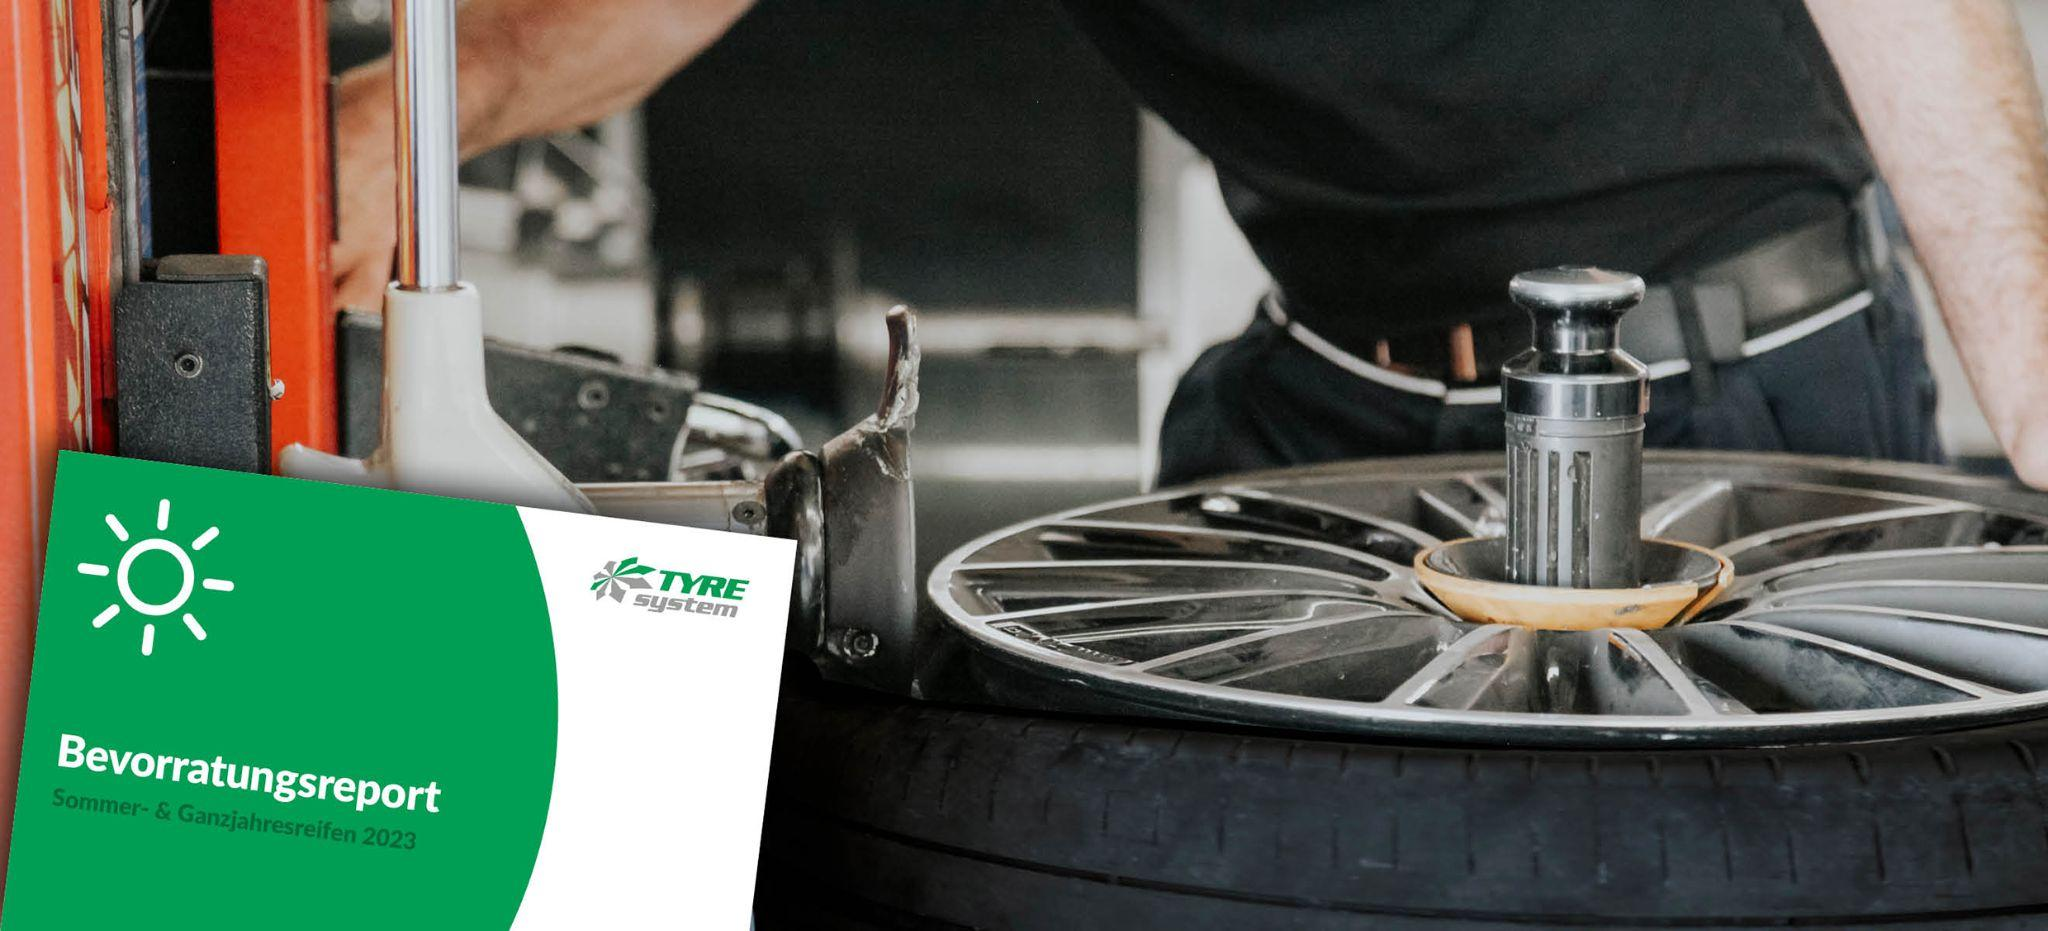 TYRE
system
Bevorratungsreport
Sommer- & Ganzjahresreifen 2023